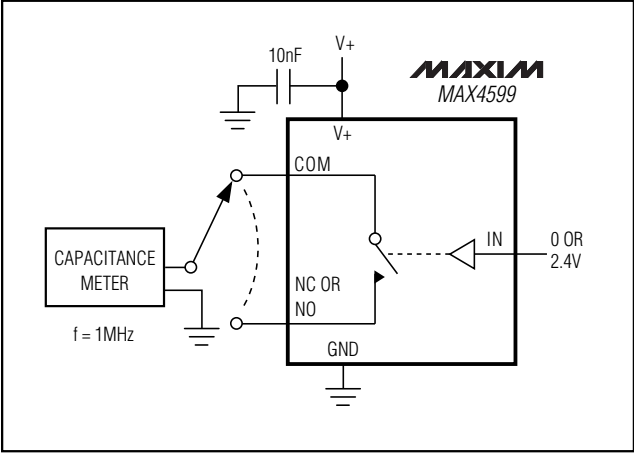 10nF
V+
MAXIM
MAX4599
V+
COM
IN
0 OR
2.4V
CAPACITANCE
METER
NC OR
NO
f = 1MHz
GND